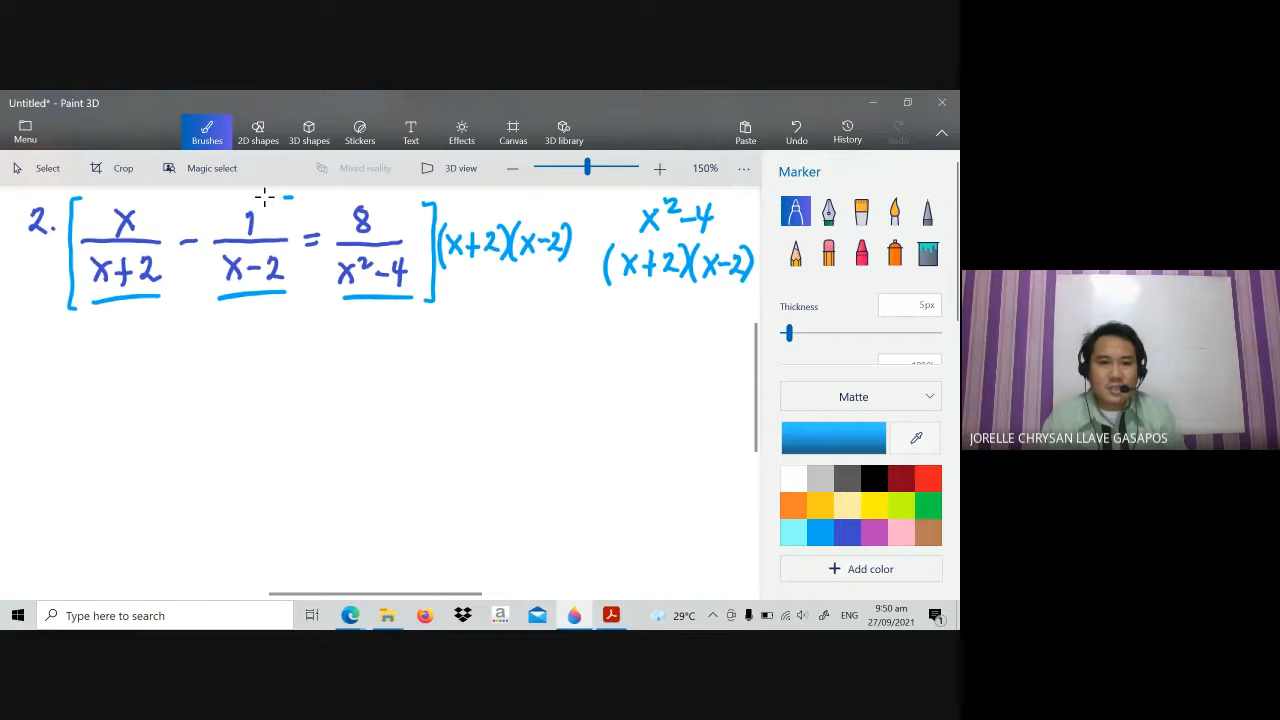 Untitled* - Paint 3D
Menu
Brushes
2D shapes
3D shapes
Stickers
Text
Effects
Canvas
3D library
Paste
Undo
History
Redo
Select
Crop
Magic select
Mixed reality
3D view
150%
Marker
2. [x/(x+2) - 1/(x-2) = 8/(x²-4)](x+2)(x-2)
x²-4
(x+2)(x-2)
Thickness
5px
Matte
Add color
JORELLE CHRYSAN LLAVE GASAPOS
Type here to search
29°C
ENG
9:50 am
27/09/2021